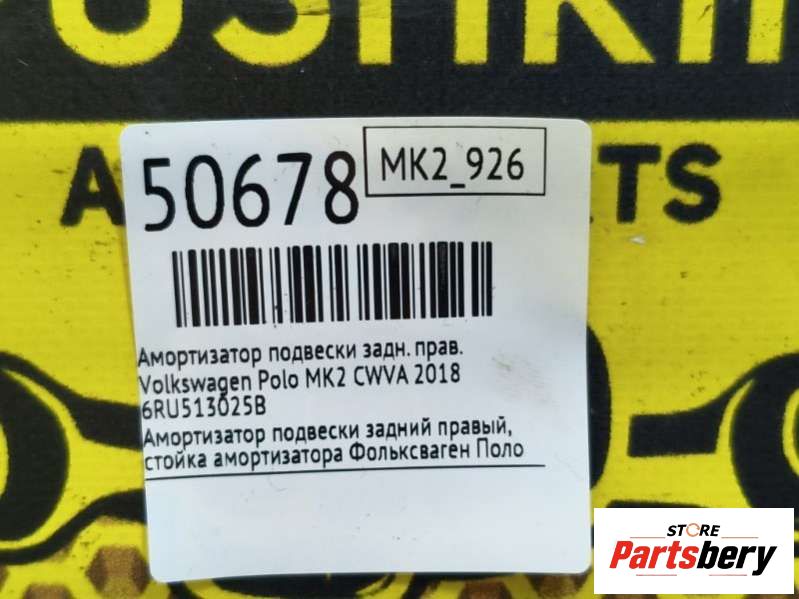 50678
MK2_926
Амортизатор подвески задн. прав.
Volkswagen Polo MK2 CWVA 2018
6RU513025B
Амортизатор подвески задний правый,
стойка амортизатора Фольксваген Поло
STORE
Partsbery